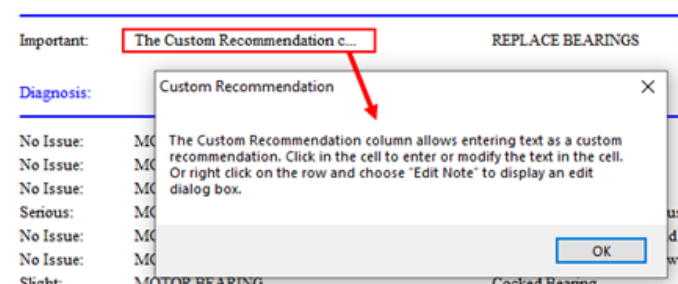 Important: The Custom Recommendation c... REPLACE BEARINGS
Custom Recommendation
Diagnosis:
The Custom Recommendation column allows entering text as a custom
recommendation. Click in the cell to enter or modify the text in the cell.
Or right click on the row and choose "Edit Note" to display an edit
dialog box.
No Issue:
No Issue:
No Issue:
Serious:
No Issue:
No Issue:
OK
Slight: MOTOR BEARING Cocked Bearing